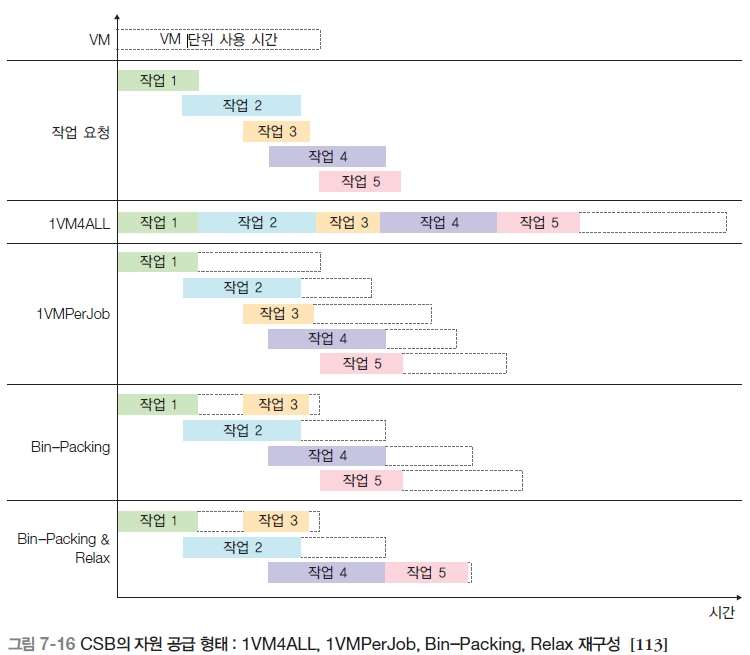 VM
VM 단위 사용 시간
작업 요청
작업 1
작업 2
작업 3
작업 4
작업 5
1VM4ALL
작업 1 작업 2 작업 3 작업 4 작업 5
1VMPerJob
작업 1
작업 2
작업 3
작업 4
작업 5
Bin-Packing
작업 1 작업 3
작업 2
작업 4
작업 5
Bin-Packing &
Relax
작업 1 작업 3
작업 2
작업 4 작업 5
시간
그림 7-16 CSB의 자원 공급 형태 : 1VM4ALL, 1VMPerJob, Bin-Packing, Relax 재구성 [113]